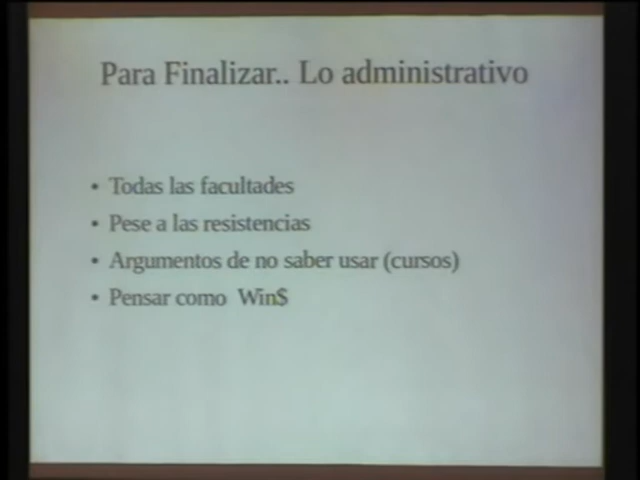 Para Finalizar.. Lo administrativo
• Todas las facultades
• Pese a las resistencias
• Argumentos de no saber usar (cursos)
• Pensar como Win$